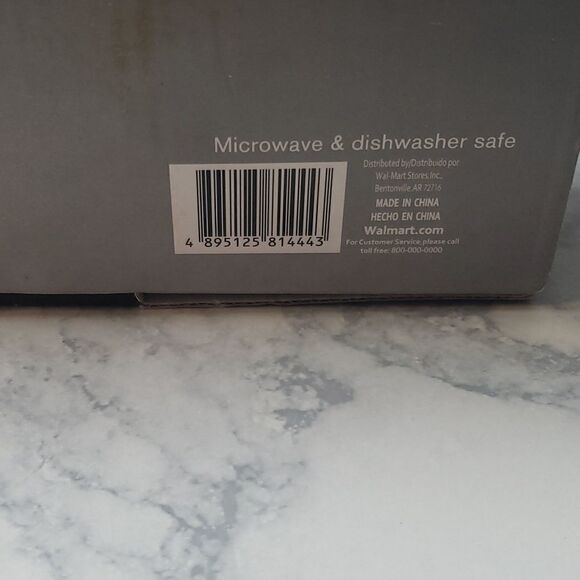 Microwave & dishwasher safe
Distributed by/Distribuido por:
Wal-Mart Stores, Inc.,
Bentonville, AR 72716
MADE IN CHINA
HECHO EN CHINA
Walmart.com
For Customer Service, please call
toll free: 800-000-0000
4 895125 814443